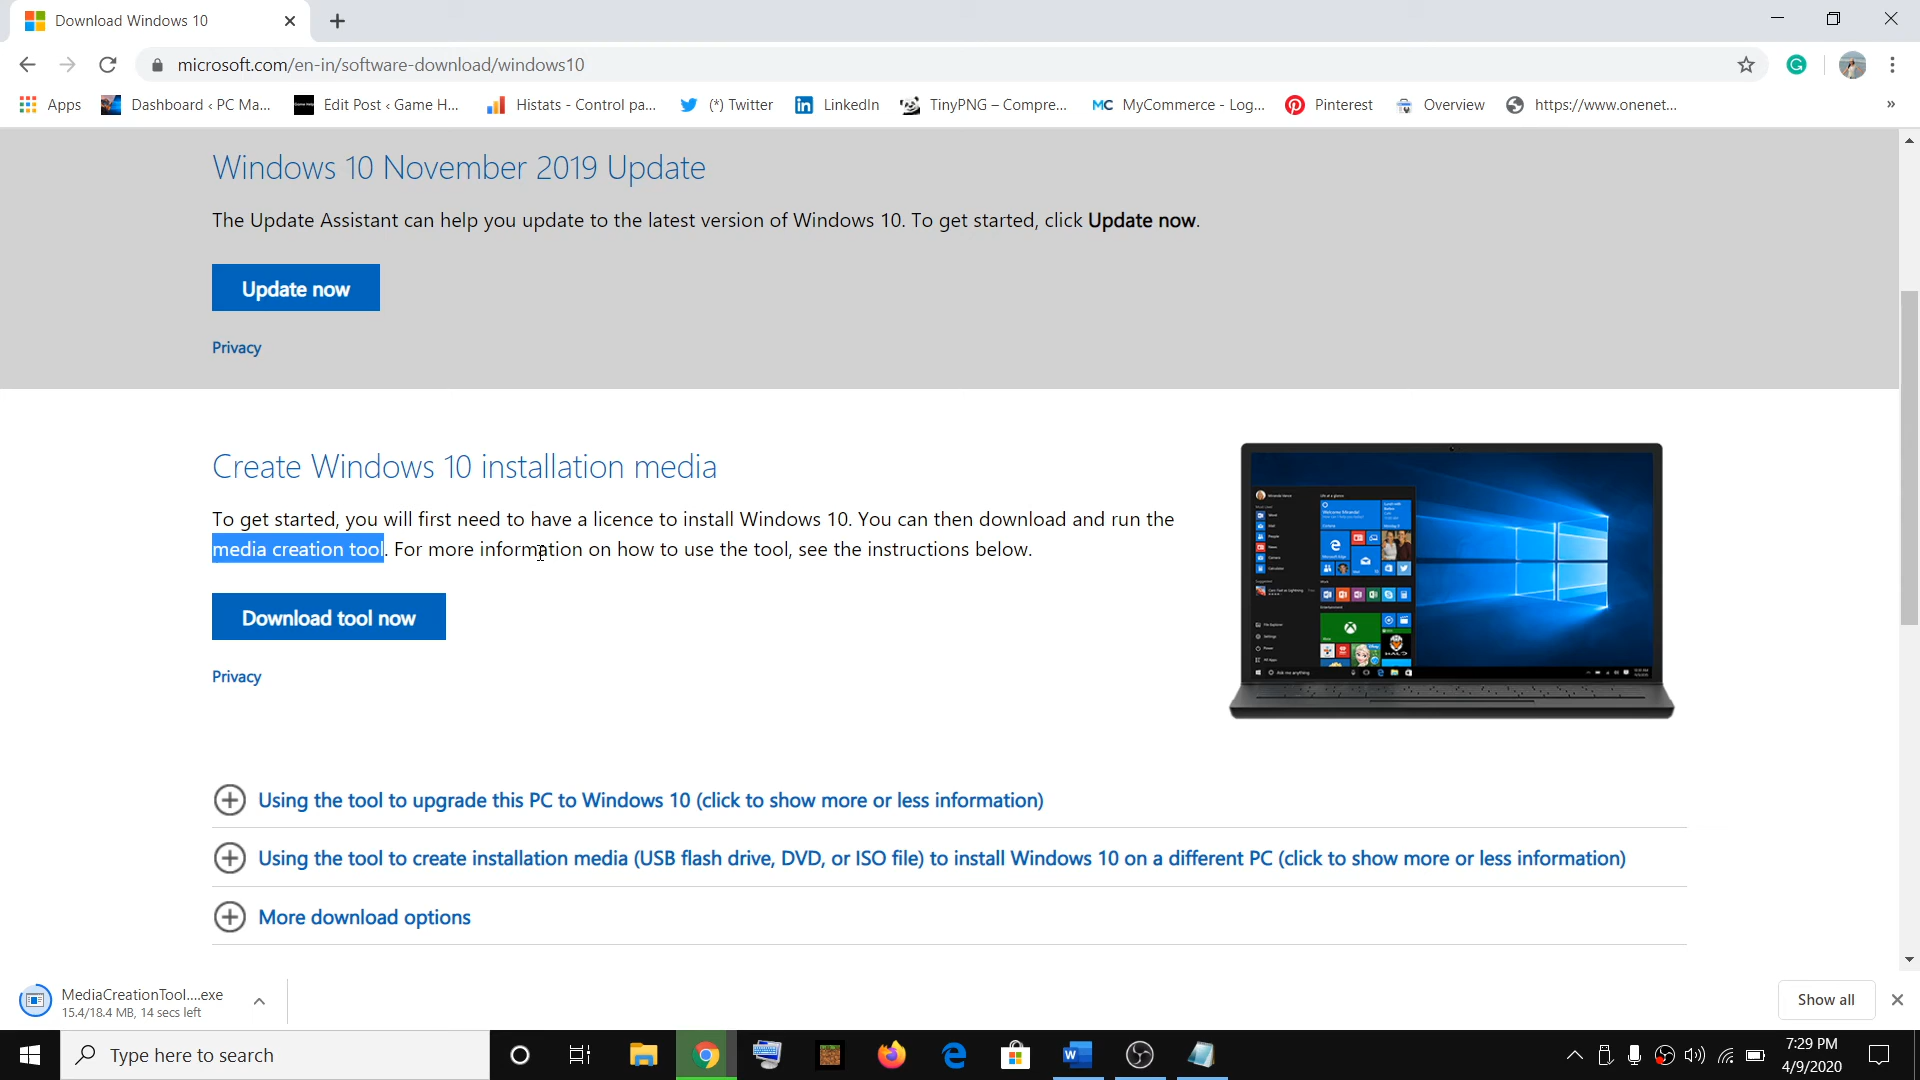 Download Windows 10
microsoft.com/en-in/software-download/windows10
Apps
Dashboard ‹ PC Ma...
Edit Post ‹ Game H...
Histats - Control pa...
(*) Twitter
LinkedIn
TinyPNG – Compre...
MC MyCommerce - Log...
Pinterest
Overview
https://www.onenet...
»
Windows 10 November 2019 Update
The Update Assistant can help you update to the latest version of Windows 10. To get started, click Update now.
Update now
Privacy
Create Windows 10 installation media
To get started, you will first need to have a licence to install Windows 10. You can then download and run the
media creation tool. For more information on how to use the tool, see the instructions below.
Download tool now
Privacy
Using the tool to upgrade this PC to Windows 10 (click to show more or less information)
Using the tool to create installation media (USB flash drive, DVD, or ISO file) to install Windows 10 on a different PC (click to show more or less information)
More download options
MediaCreationTool....exe
15.4/18.4 MB, 14 secs left
Show all
Type here to search
7:29 PM
4/9/2020